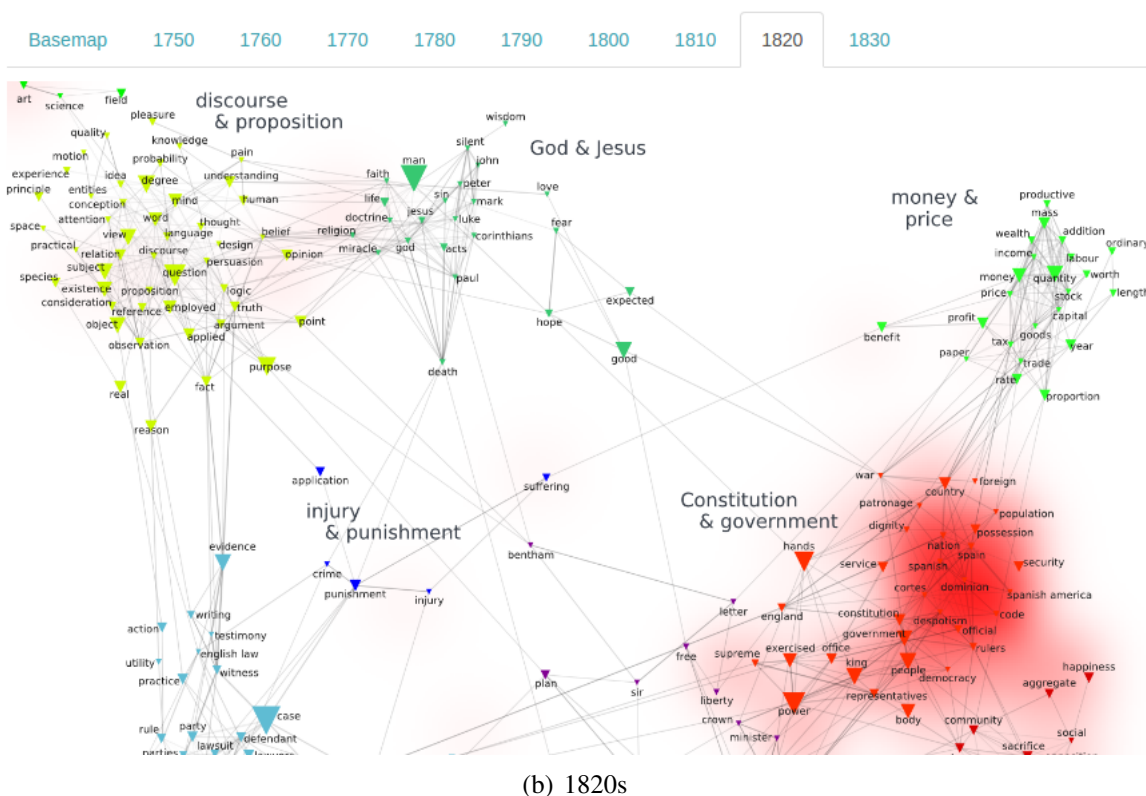 Basemap 1750 1760 1770 1780 1790 1800 1810 1820 1830
art
science
field
pleasure
discourse
& proposition
quality
knowledge
motion
probability
pain
experience
idea
degree
understanding
principle
entities
mind
human
conception
attention
word
thought
space
view
language
design
belief
practical
relation
discourse
persuasion
opinion
subject
question
species
existence
proposition
logic
consideration
reference
employed
truth
object
argument
point
observation
applied
purpose
real
fact
reason
wisdom
silent
God & Jesus
man
john
faith
peter
sin
love
life
mark
jesus
doctrine
luke
fear
religion
corinthians
god
acts
miracle
paul
expected
hope
good
death
money &
price
productive
mass
wealth
addition
income
labour
ordinary
money
quantity
worth
price
stock
length
capital
profit
goods
benefit
tax
year
paper
trade
rate
proportion
application
suffering
injury
& punishment
evidence
bentham
crime
punishment
injury
letter
writing
action
testimony
english law
utility
witness
practice
plan
free
sir
liberty
crown
minister
case
party
rule
defendant
lawsuit
parties
lawyers
Constitution
& government
war
foreign
country
patronage
population
dignity
possession
hands
nation
spain
service
spanish
security
cortes
dominion
spanish america
england
constitution
despotism
code
government
official
exercised
office
rulers
supreme
king
people
democracy
happiness
aggregate
representatives
power
body
community
social
sacrifice
(b) 1820s